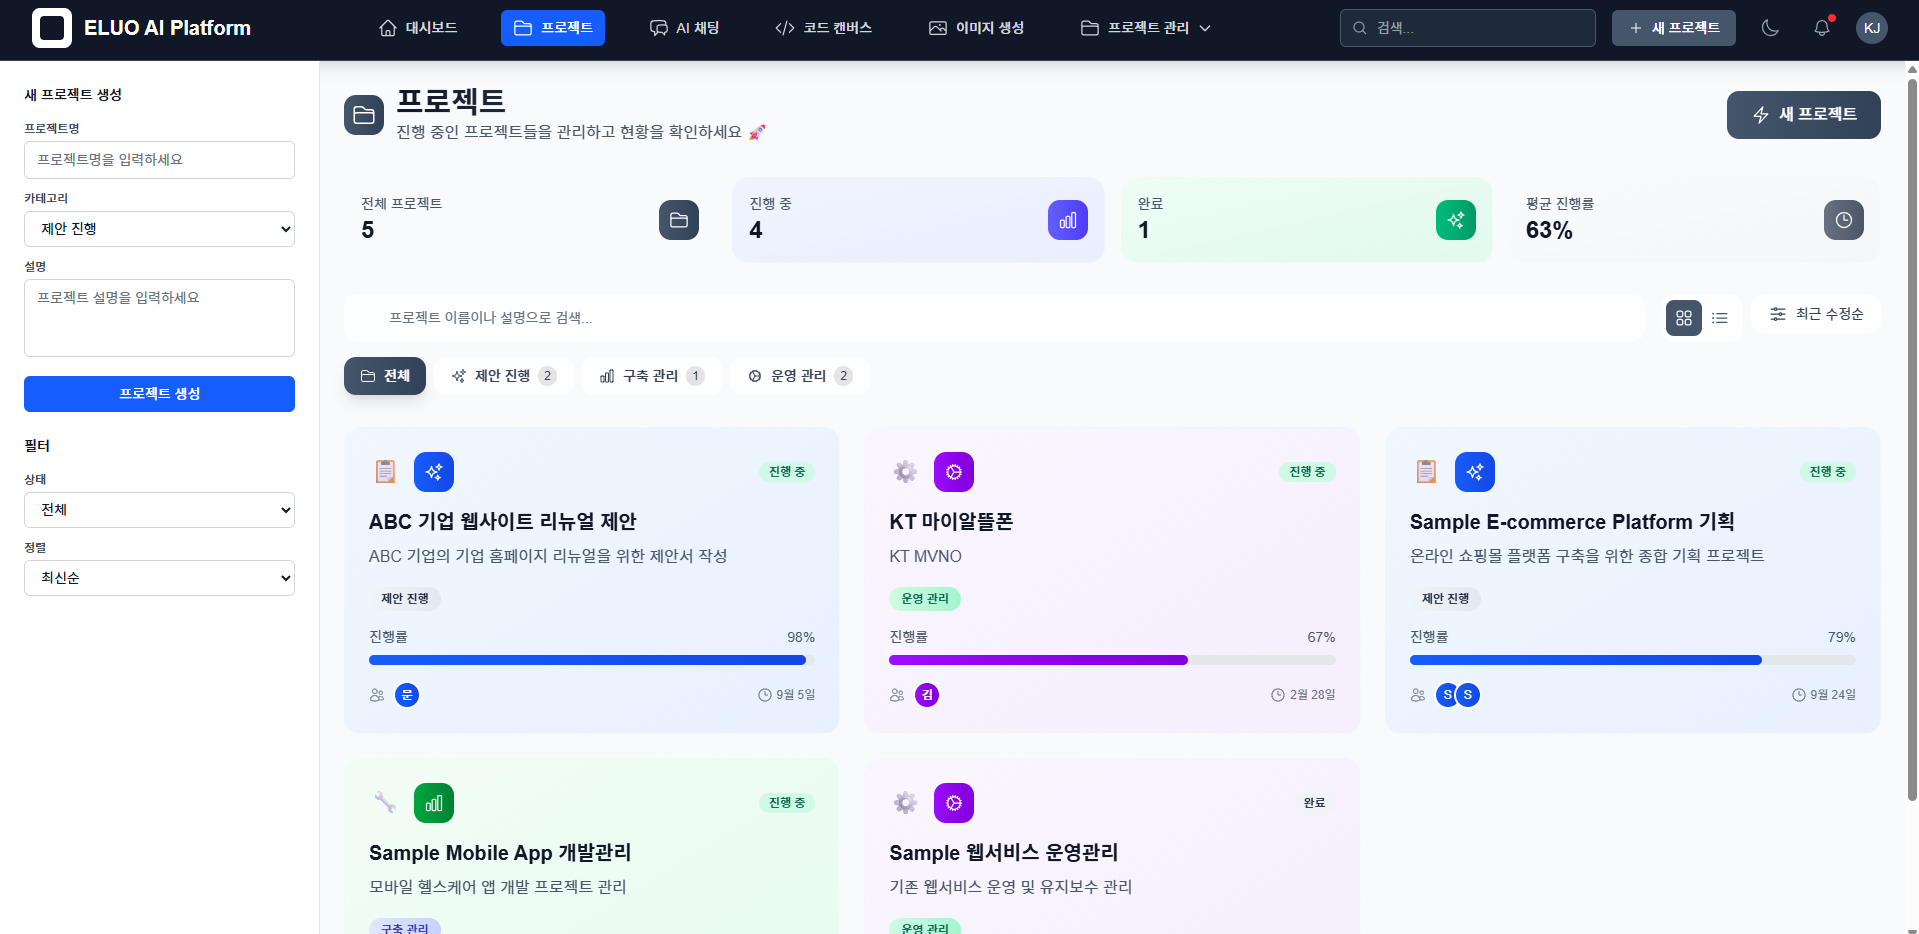 ELUO AI Platform
대시보드
프로젝트
AI 채팅
코드 캔버스
이미지 생성
프로젝트 관리
검색...
새 프로젝트
KJ
새 프로젝트 생성
프로젝트명
프로젝트명을 입력하세요
카테고리
제안 진행
설명
프로젝트 설명을 입력하세요
프로젝트 생성
필터
상태
전체
정렬
최신순
프로젝트
진행 중인 프로젝트들을 관리하고 현황을 확인하세요 🚀
새 프로젝트
전체 프로젝트
5
진행 중
4
완료
1
평균 진행률
63%
프로젝트 이름이나 설명으로 검색...
최근 수정순
전체
제안 진행 2
구축 관리 1
운영 관리 2
진행 중
ABC 기업 웹사이트 리뉴얼 제안
ABC 기업의 기업 홈페이지 리뉴얼을 위한 제안서 작성
제안 진행
진행률 98%
문
9월 5일
진행 중
KT 마이알뜰폰
KT MVNO
운영 관리
진행률 67%
김
2월 28일
진행 중
Sample E-commerce Platform 기획
온라인 쇼핑몰 플랫폼 구축을 위한 종합 기획 프로젝트
제안 진행
진행률 79%
S S
9월 24일
진행 중
Sample Mobile App 개발관리
모바일 헬스케어 앱 개발 프로젝트 관리
구축 관리
완료
Sample 웹서비스 운영관리
기존 웹서비스 운영 및 유지보수 관리
운영 관리